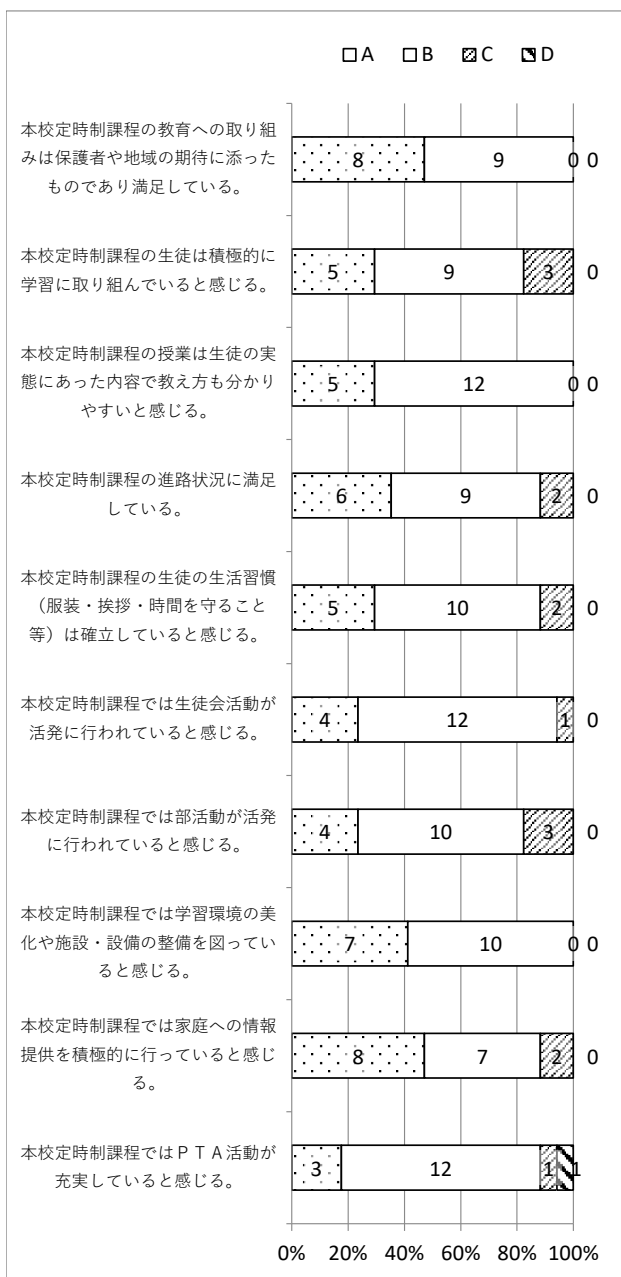 A B C D
本校定時制課程の教育への取り組
みは保護者や地域の期待に添った
ものであり満足している。
8 9 0 0
本校定時制課程の生徒は積極的に
学習に取り組んでいると感じる。
5 9 3 0
本校定時制課程の授業は生徒の実
態にあった内容で教え方も分かり
やすいと感じる。
5 12 0 0
本校定時制課程の進路状況に満足
している。
6 9 2 0
本校定時制課程の生徒の生活習慣
（服装・挨拶・時間を守ること
等）は確立していると感じる。
5 10 2 0
本校定時制課程では生徒会活動が
活発に行われていると感じる。
4 12 1 0
本校定時制課程では部活動が活発
に行われていると感じる。
4 10 3 0
本校定時制課程では学習環境の美
化や施設・設備の整備を図ってい
ると感じる。
7 10 0 0
本校定時制課程では家庭への情報
提供を積極的に行っていると感じ
る。
8 7 2 0
本校定時制課程ではＰＴＡ活動が
充実していると感じる。
3 12 1 1
0% 20% 40% 60% 80% 100%